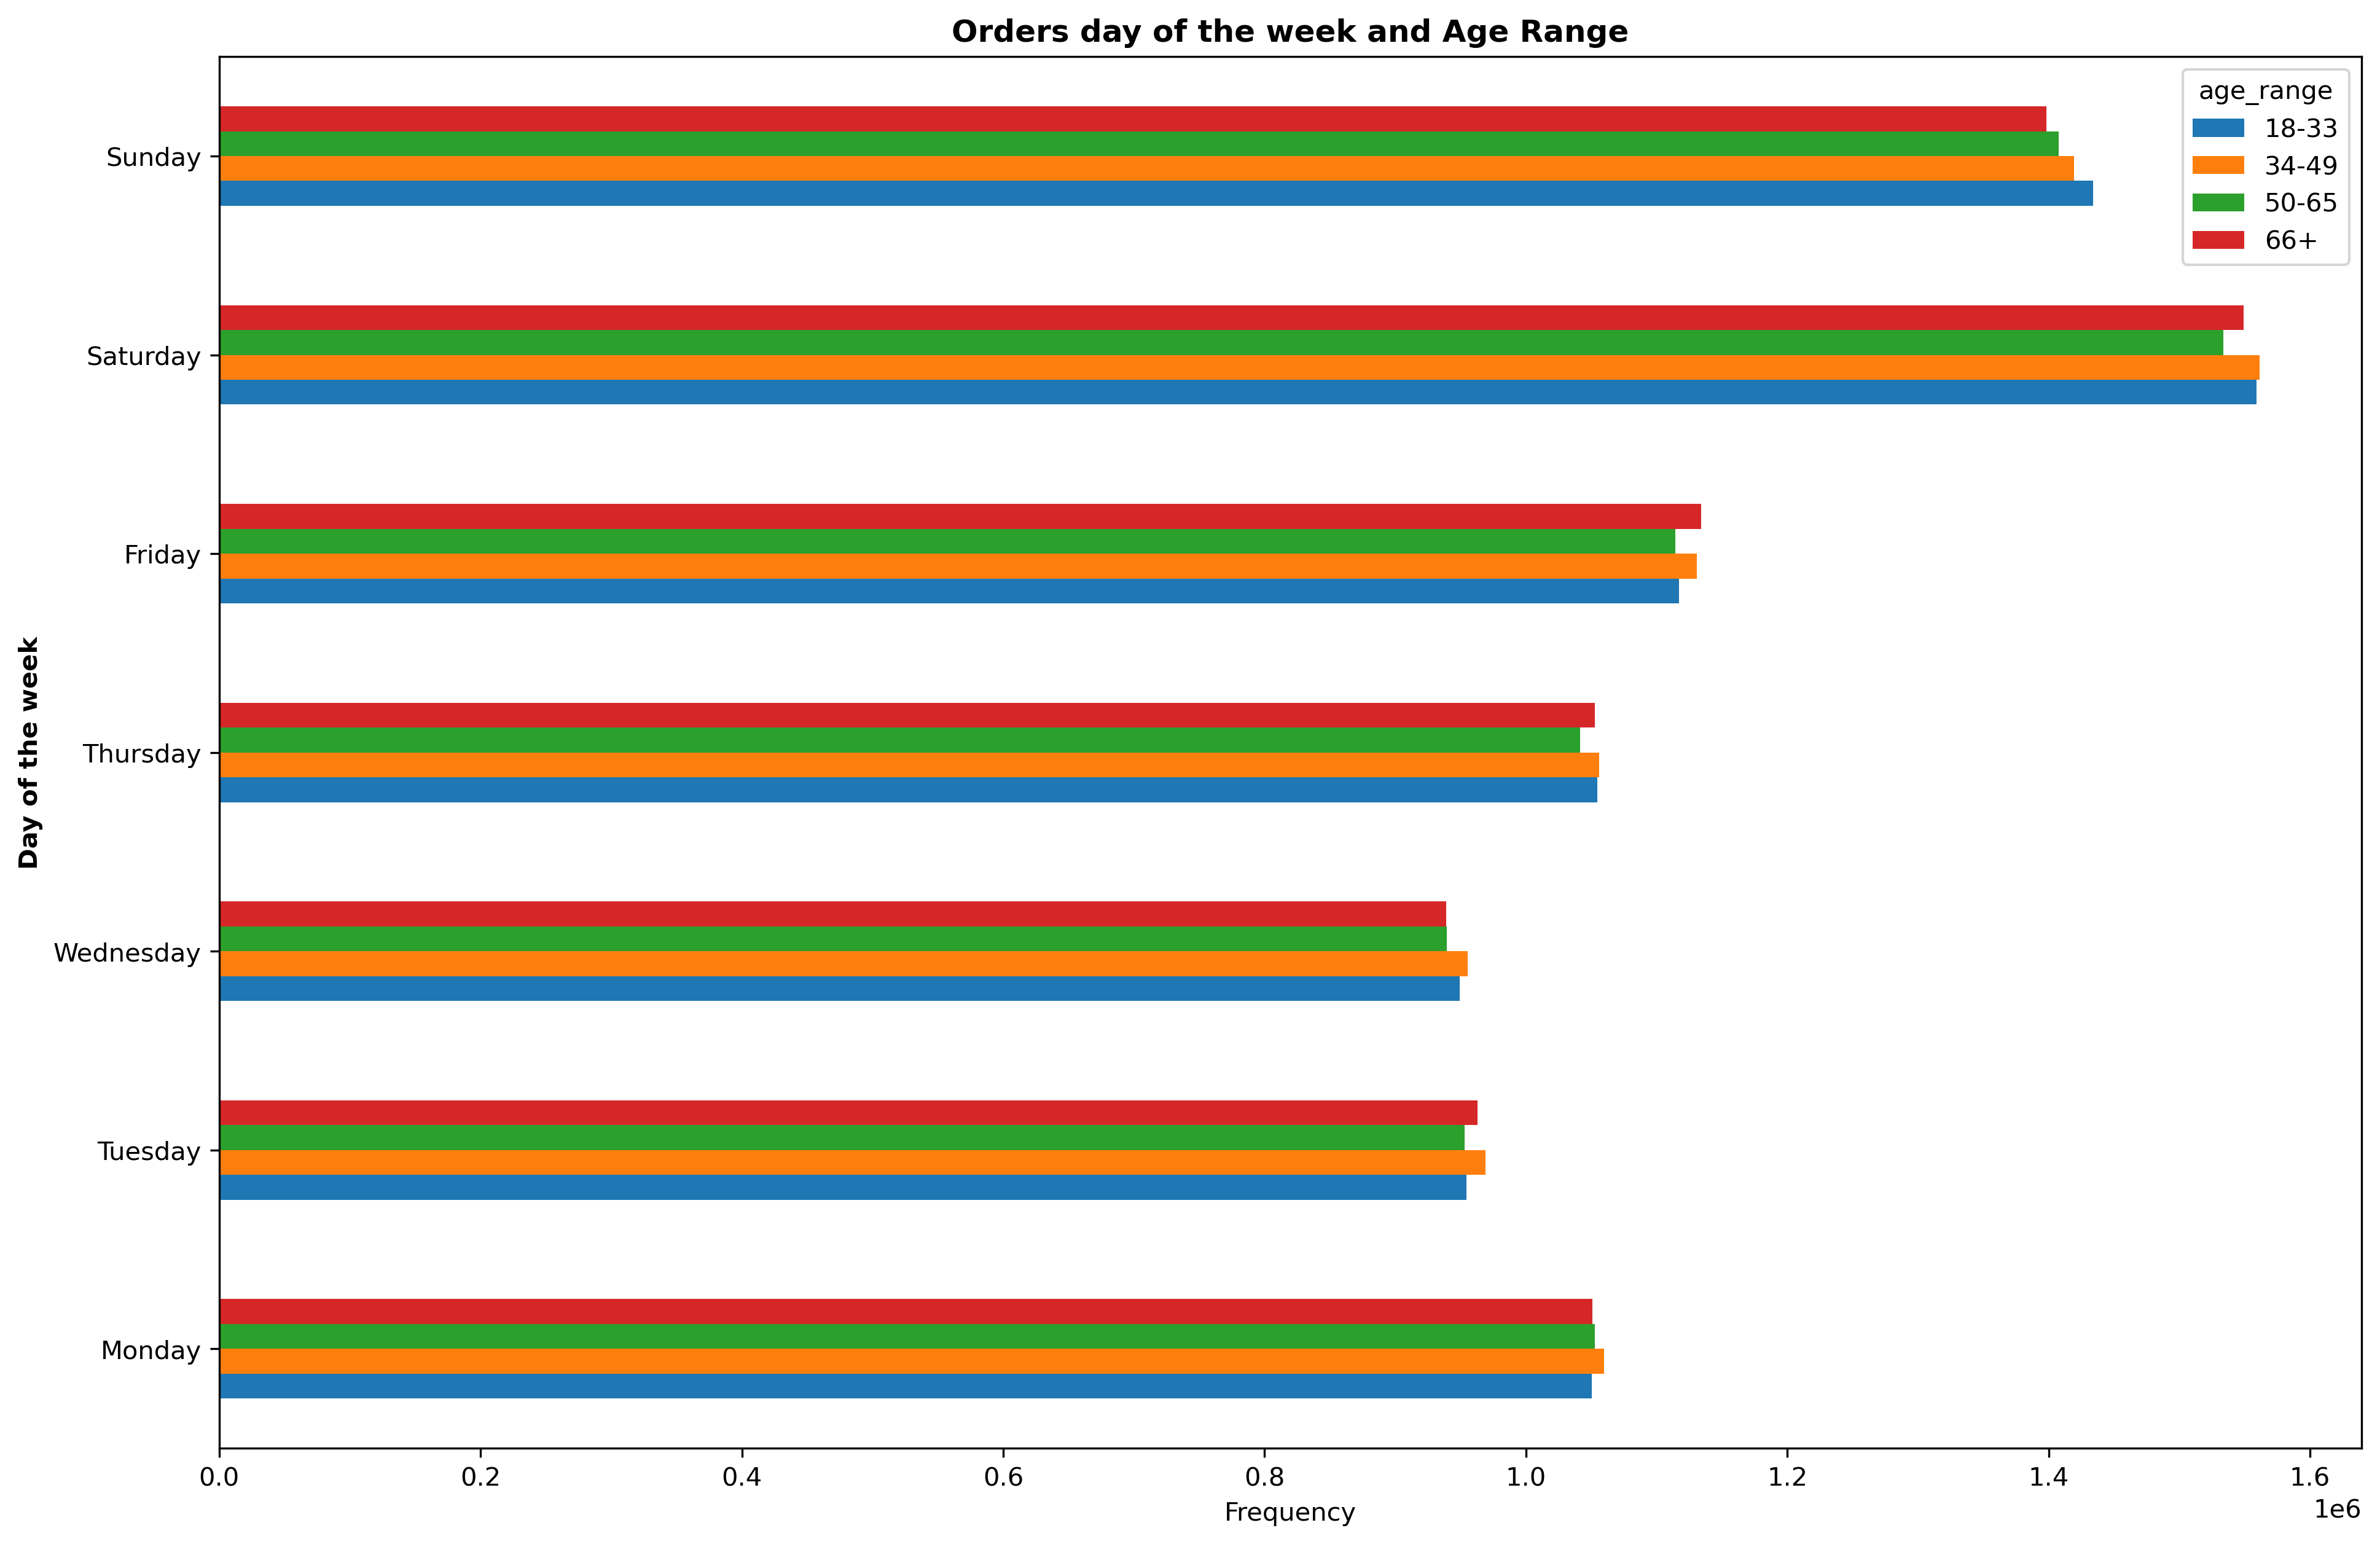 Orders day of the week and Age Range
age_range
18-33
34-49
50-65
66+
Sunday
Saturday
Friday
Thursday
Wednesday
Tuesday
Monday
Day of the week
0.0 0.2 0.4 0.6 0.8 1.0 1.2 1.4 1.6
1e6
Frequency